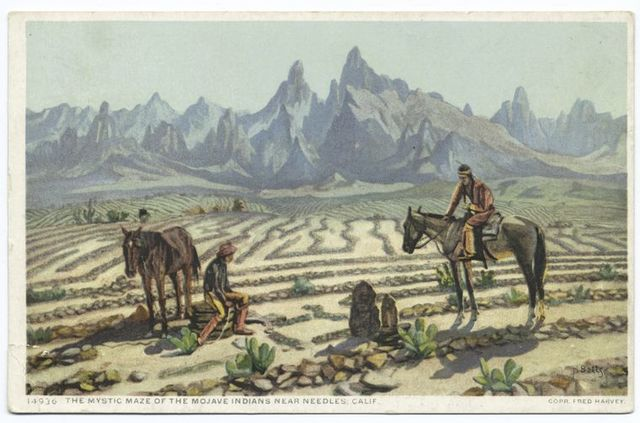 14936 THE MYSTIC MAZE OF THE MOJAVE INDIANS NEAR NEEDLES, CALIF. COPR. FRED HARVEY.